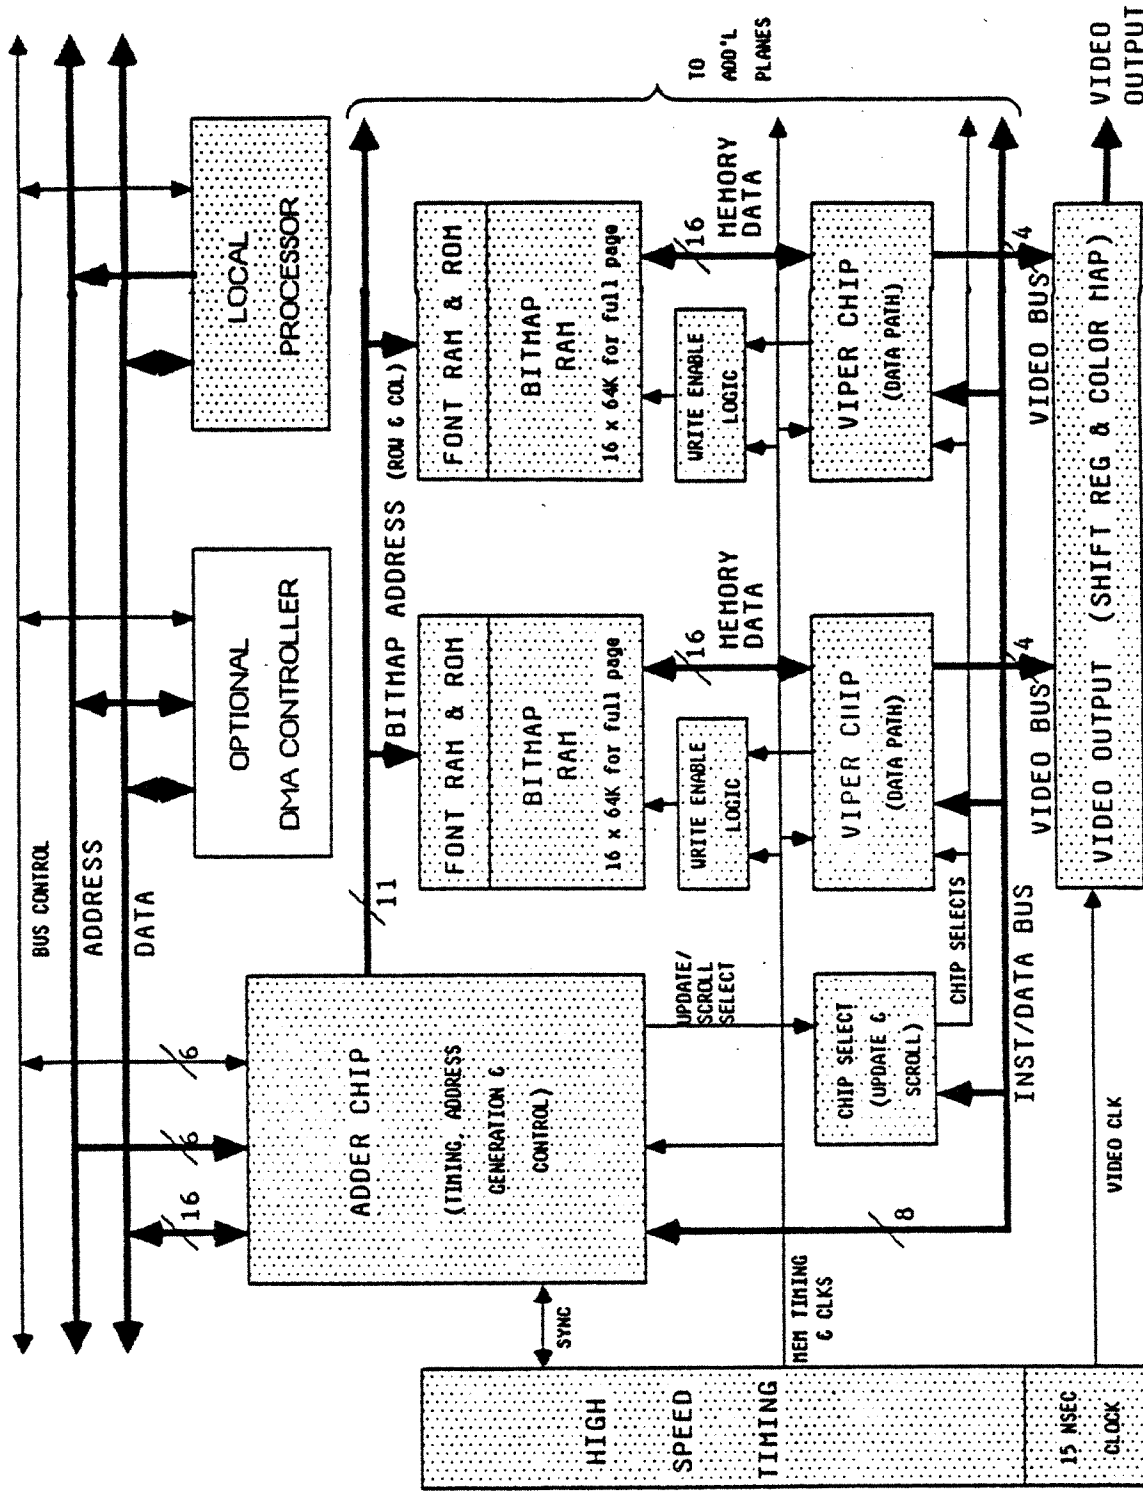 BUS CONTROL
ADDRESS
DATA
16
6
6
OPTIONAL
DMA CONTROLLER
LOCAL
PROCESSOR
ADDER CHIP
(TIMING, ADDRESS
GENERATION &
CONTROL)
11
BITMAP ADDRESS (ROW & COL)
FONT RAM & ROM
BITMAP
RAM
16 x 64K for full page
FONT RAM & ROM
BITMAP
RAM
16 x 64K for full page
TO
ADD'L
PLANES
HIGH
SPEED
TIMING
SYNC
UPDATE/
SCROLL
SELECT
WRITE ENABLE
LOGIC
16
MEMORY
DATA
WRITE ENABLE
LOGIC
16
MEMORY
DATA
MEM TIMING
& CLKS
8
CHIP SELECT
(UPDATE &
SCROLL)
CHIP SELECTS
VIPER CHIP
(DATA PATH)
VIPER CHIP
(DATA PATH)
INST/DATA BUS
VIDEO BUS
4
VIDEO BUS
4
15 NSEC
CLOCK
VIDEO CLK
VIDEO OUTPUT (SHIFT REG & COLOR MAP)
VIDEO
OUTPUT